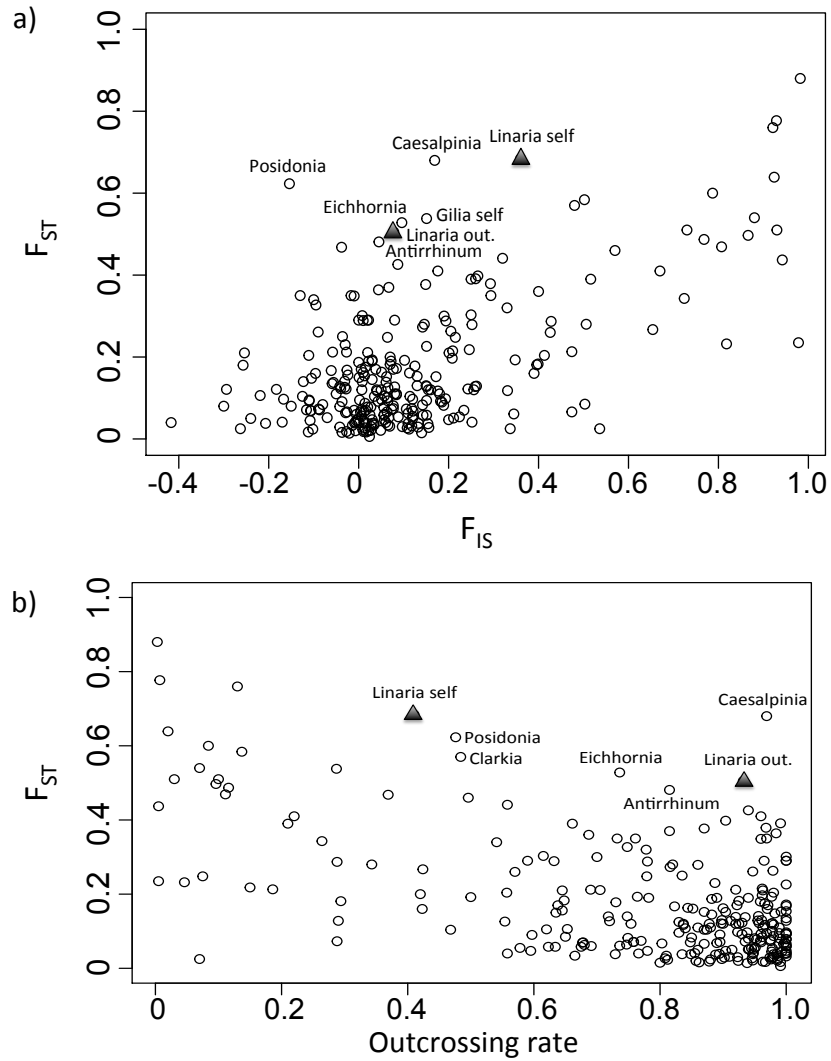 a)
1.0
0.8
0.6
0.4
0.2
0
F_ST
Caesalpinia
Linaria self
Posidonia
Eichhornia
Gilia self
Linaria out.
Antirrhinum
-0.4 -0.2 0 0.2 0.4 0.6 0.8 1.0
F_IS
b)
1.0
0.8
0.6
0.4
0.2
0
F_ST
Linaria self
Caesalpinia
Posidonia
Clarkia
Eichhornia
Linaria out.
Antirrhinum
0 0.2 0.4 0.6 0.8 1.0
Outcrossing rate